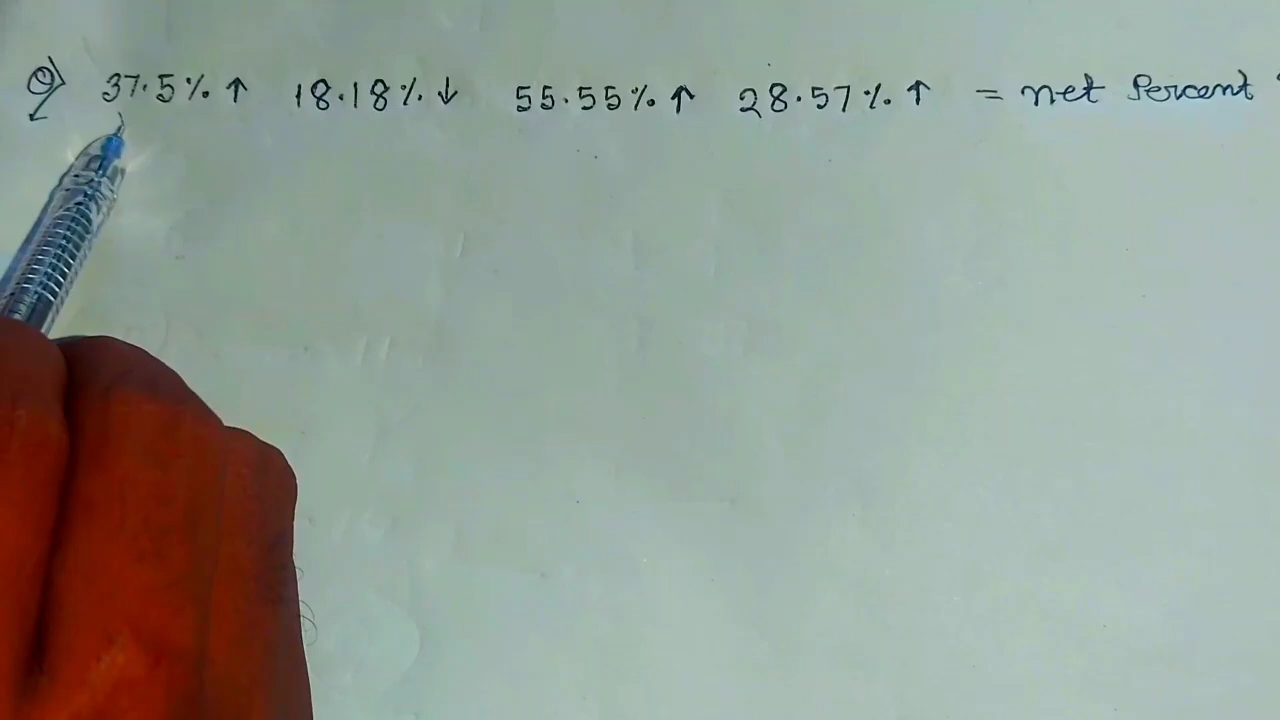 Q) 37.5% ↑ 18.18% ↓ 55.55% ↑ 28.57% ↑ = net Percent